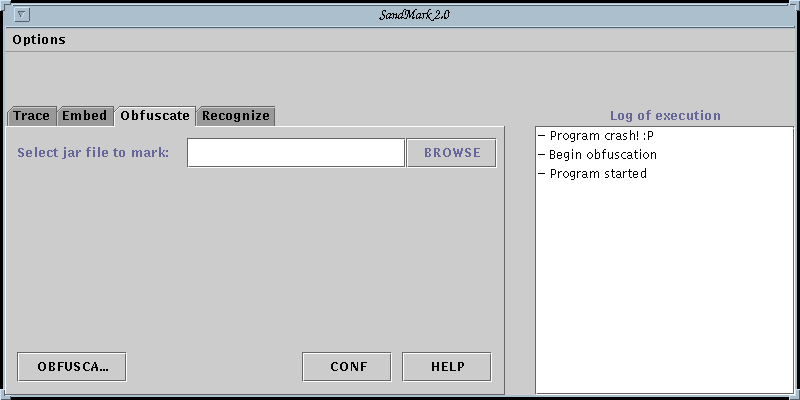 SandMark 2.0
Options
Trace Embed Obfuscate Recognize
Select jar file to mark: BROWSE
OBFUSCA... CONF HELP
Log of execution
– Program crash! :P
– Begin obfuscation
– Program started